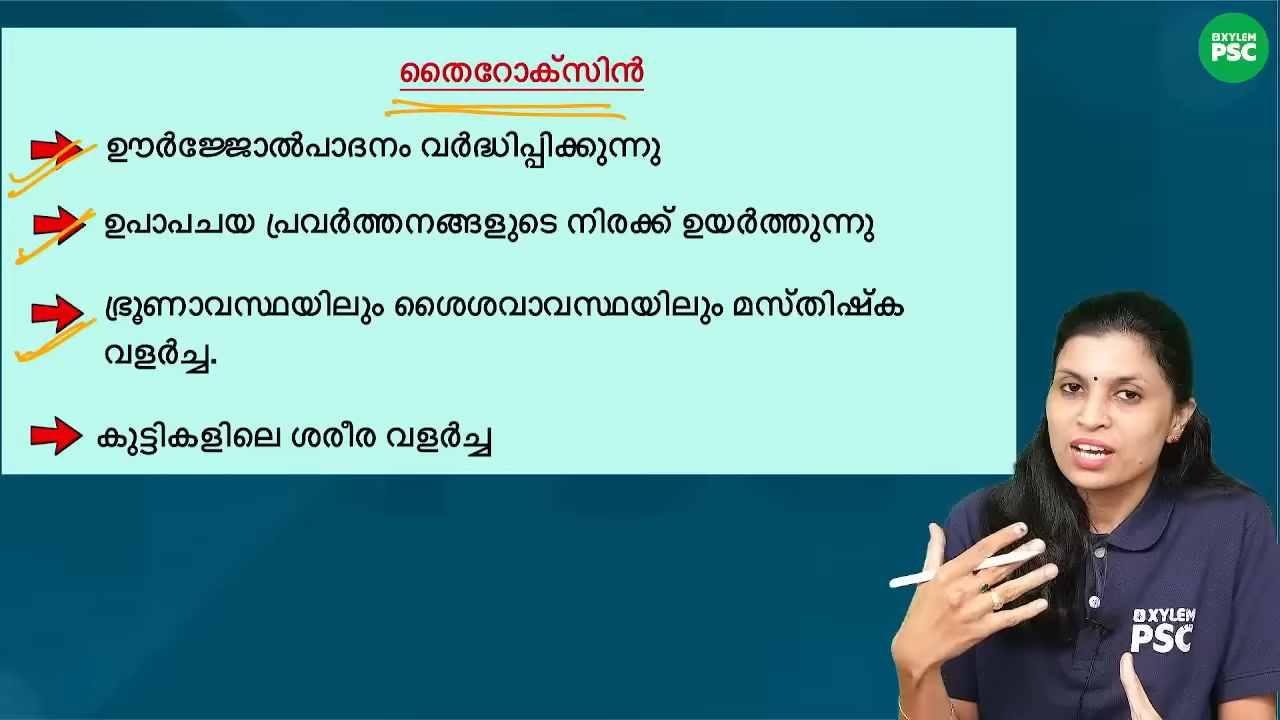 XYLEM
PSC
തൈറോക്സിൻ
ഊർജ്ജോൽപാദനം വർദ്ധിപ്പിക്കുന്നു
ഉപാപചയ പ്രവർത്തനങ്ങളുടെ നിരക്ക് ഉയർത്തുന്നു
ഭ്രൂണാവസ്ഥയിലും ശൈശവാവസ്ഥയിലും മസ്തിഷ്ക
വളർച്ച.
കുട്ടികളിലെ ശരീര വളർച്ച
XYLEM
PSC